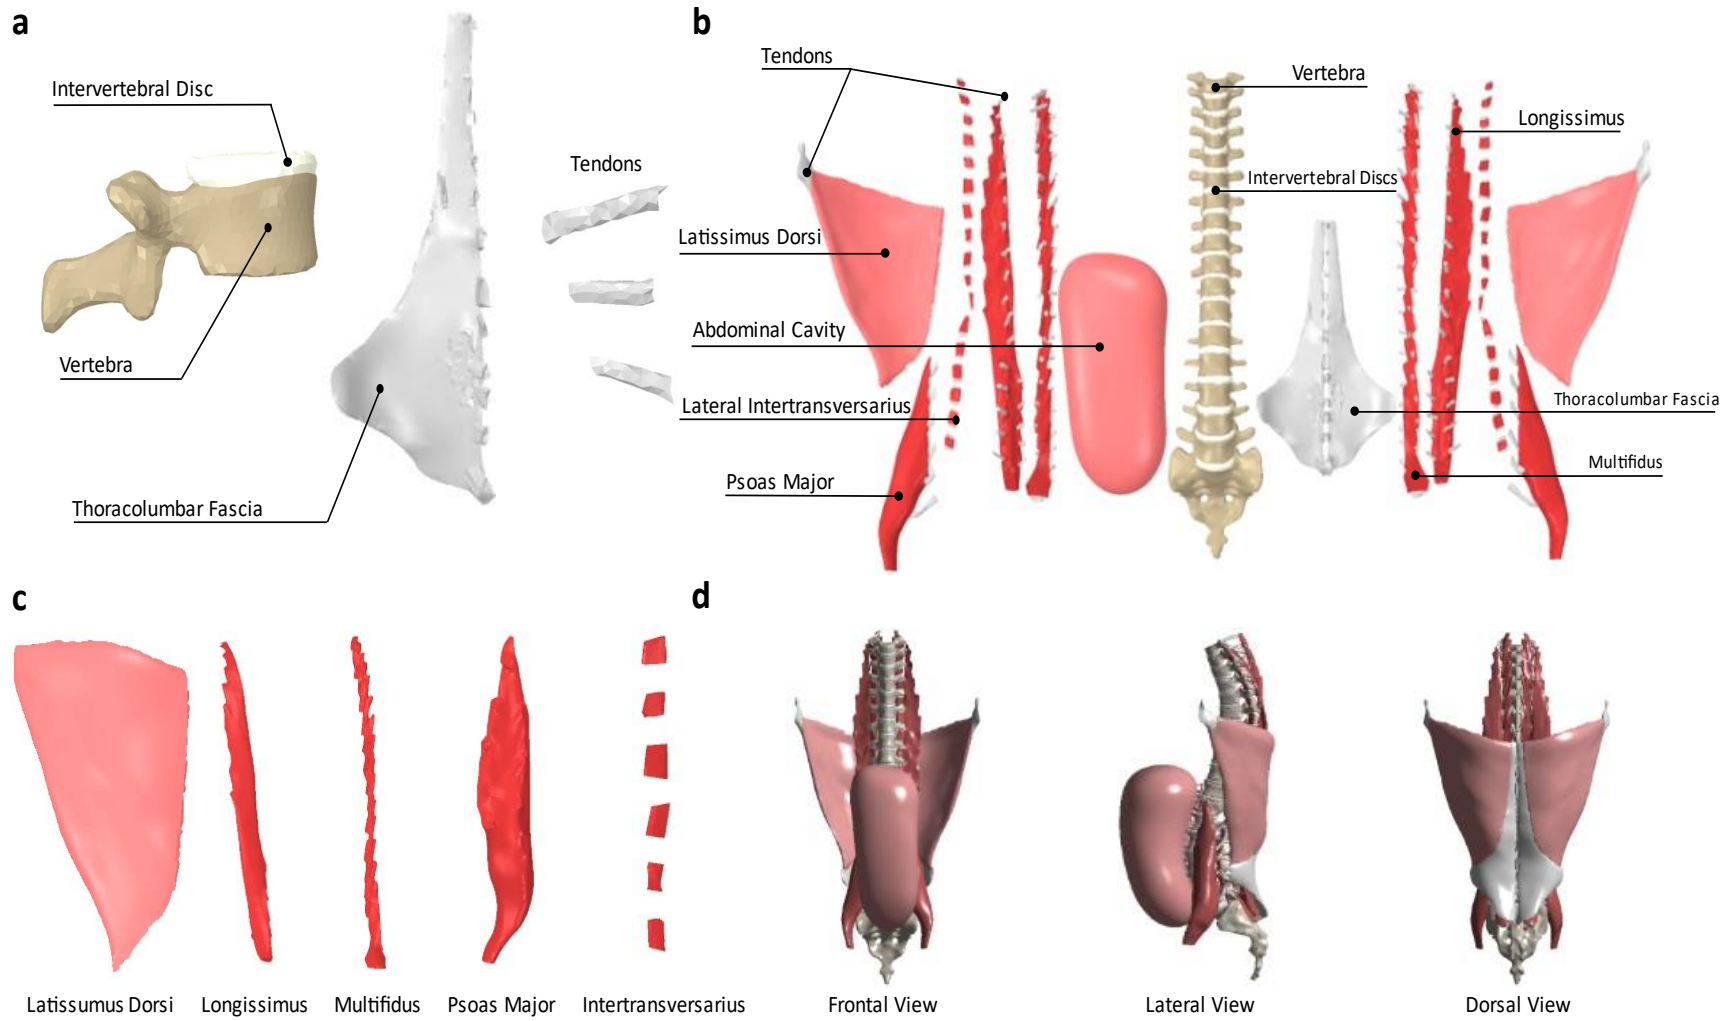 a
Intervertebral Disc
Tendons
Vertebra
Thoracolumbar Fascia
b
Tendons
Vertebra
Longissimus
Intervertebral Discs
Latissimus Dorsi
Abdominal Cavity
Lateral Intertransversarius
Thoracolumbar Fascia
Multifidus
Psoas Major
c
Latissumus Dorsi
Longissimus
Multifidus
Psoas Major
Intertransversarius
d
Frontal View
Lateral View
Dorsal View